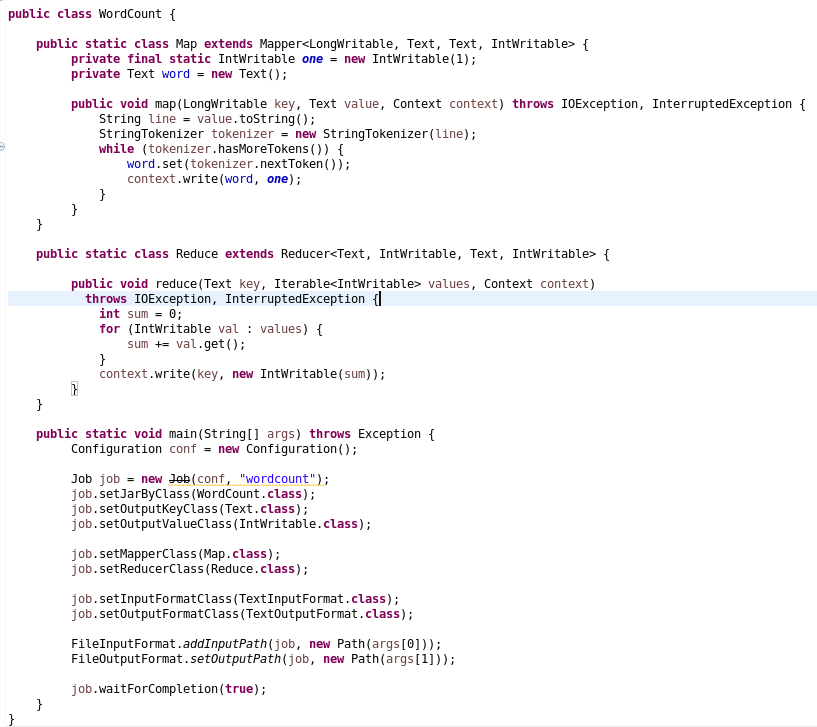 public class WordCount {
public static class Map extends Mapper<LongWritable, Text, Text, IntWritable> {
private final static IntWritable one = new IntWritable(1);
private Text word = new Text();
public void map(LongWritable key, Text value, Context context) throws IOException, InterruptedException {
String line = value.toString();
StringTokenizer tokenizer = new StringTokenizer(line);
while (tokenizer.hasMoreTokens()) {
word.set(tokenizer.nextToken());
context.write(word, one);
}
}
}
public static class Reduce extends Reducer<Text, IntWritable, Text, IntWritable> {
public void reduce(Text key, Iterable<IntWritable> values, Context context)
throws IOException, InterruptedException {
int sum = 0;
for (IntWritable val : values) {
sum += val.get();
}
context.write(key, new IntWritable(sum));
}
}
public static void main(String[] args) throws Exception {
Configuration conf = new Configuration();
Job job = new Job(conf, "wordcount");
job.setJarByClass(WordCount.class);
job.setOutputKeyClass(Text.class);
job.setOutputValueClass(IntWritable.class);
job.setMapperClass(Map.class);
job.setReducerClass(Reduce.class);
job.setInputFormatClass(TextInputFormat.class);
job.setOutputFormatClass(TextOutputFormat.class);
FileInputFormat.addInputPath(job, new Path(args[0]));
FileOutputFormat.setOutputPath(job, new Path(args[1]));
job.waitForCompletion(true);
}
}